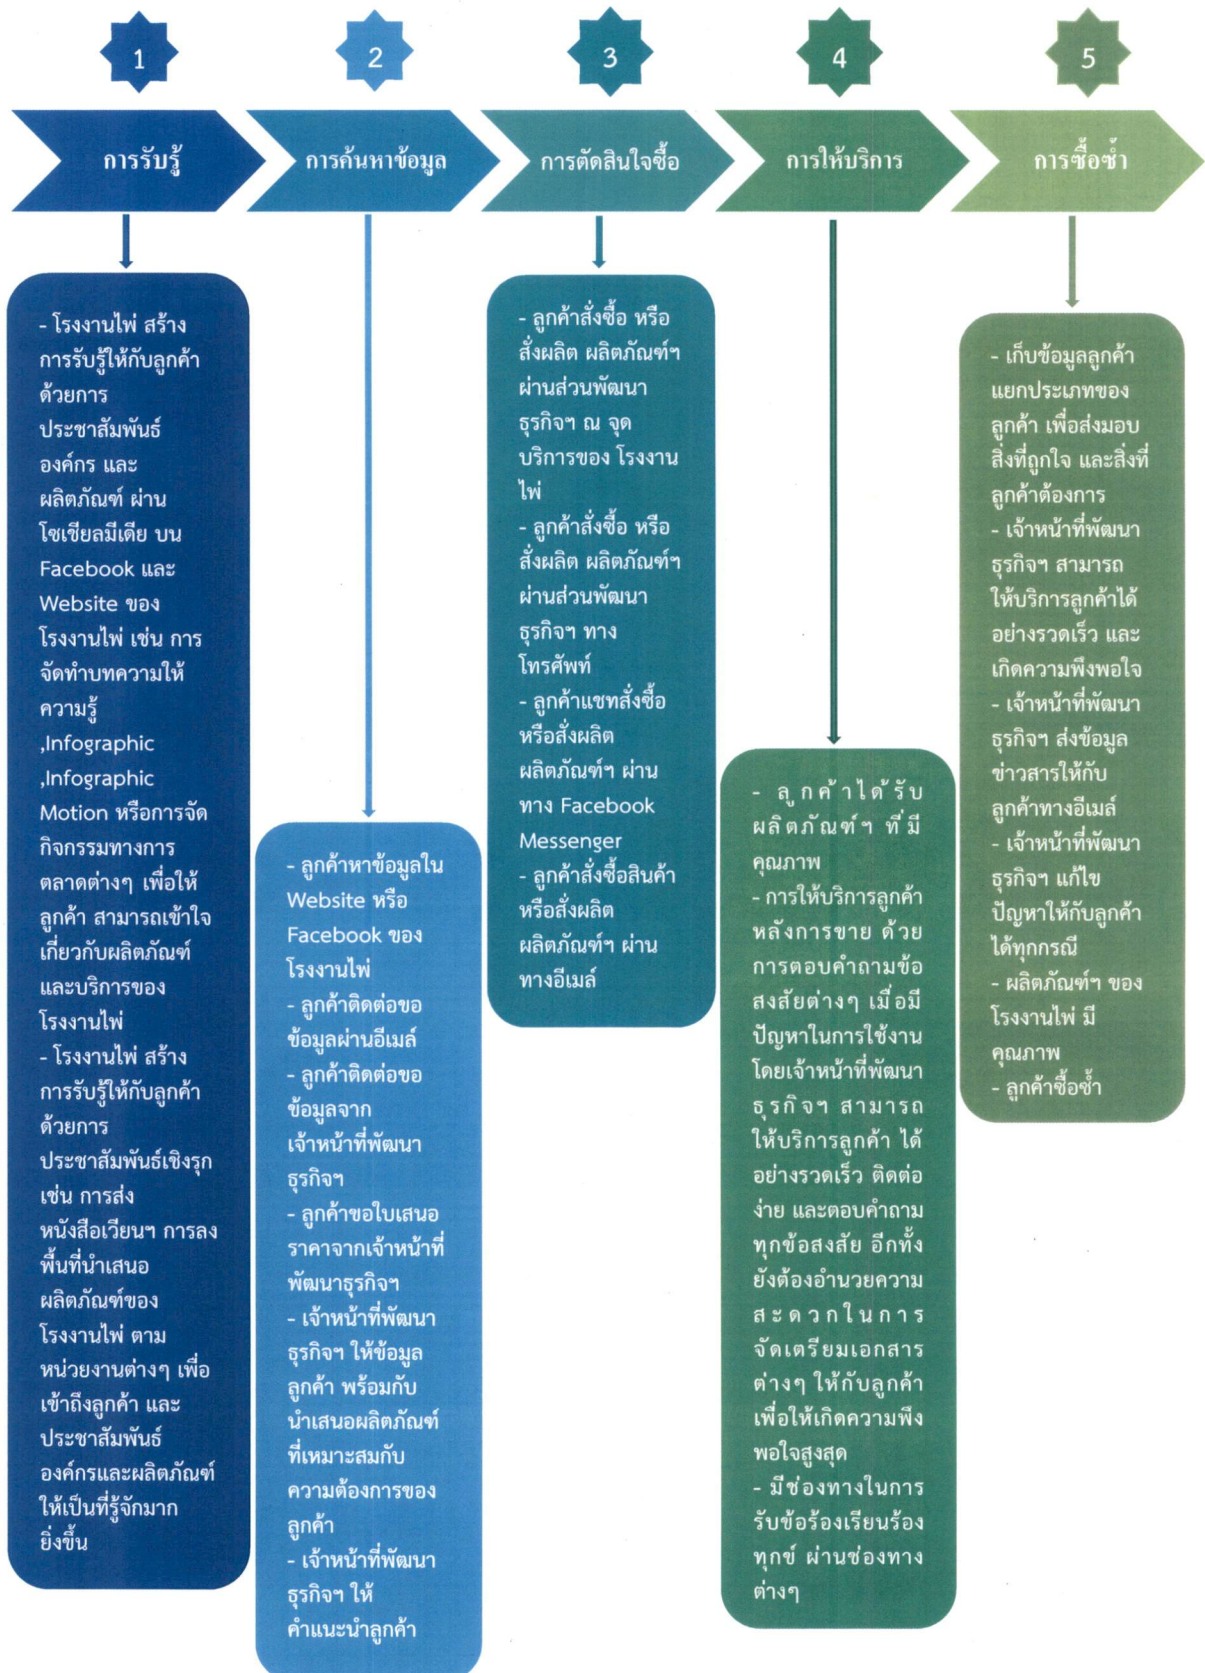 1
การรับรู้
- โรงงานไพ่ สร้าง
การรับรู้ให้กับลูกค้า
ด้วยการ
ประชาสัมพันธ์
องค์กร และ
ผลิตภัณฑ์ ผ่าน
โซเชียลมีเดีย บน
Facebook และ
Website ของ
โรงงานไพ่ เช่น การ
จัดทำบทความให้
ความรู้
,Infographic
,Infographic
Motion หรือการจัด
กิจกรรมทางการ
ตลาดต่างๆ เพื่อให้
ลูกค้า สามารถเข้าใจ
เกี่ยวกับผลิตภัณฑ์
และบริการของ
โรงงานไพ่
- โรงงานไพ่ สร้าง
การรับรู้ให้กับลูกค้า
ด้วยการ
ประชาสัมพันธ์เชิงรุก
เช่น การส่ง
หนังสือเวียนฯ การลง
พื้นที่นำเสนอ
ผลิตภัณฑ์ของ
โรงงานไพ่ ตาม
หน่วยงานต่างๆ เพื่อ
เข้าถึงลูกค้า และ
ประชาสัมพันธ์
องค์กรและผลิตภัณฑ์
ให้เป็นที่รู้จักมาก
ยิ่งขึ้น
2
การค้นหาข้อมูล
- ลูกค้าหาข้อมูลใน
Website หรือ
Facebook ของ
โรงงานไพ่
- ลูกค้าติดต่อขอ
ข้อมูลผ่านอีเมล์
- ลูกค้าติดต่อขอ
ข้อมูลจาก
เจ้าหน้าที่พัฒนา
ธุรกิจฯ
- ลูกค้าขอใบเสนอ
ราคาจากเจ้าหน้าที่
พัฒนาธุรกิจฯ
- เจ้าหน้าที่พัฒนา
ธุรกิจฯ ให้ข้อมูล
ลูกค้า พร้อมกับ
นำเสนอผลิตภัณฑ์
ที่เหมาะสมกับ
ความต้องการของ
ลูกค้า
- เจ้าหน้าที่พัฒนา
ธุรกิจฯ ให้
คำแนะนำลูกค้า
3
การตัดสินใจซื้อ
- ลูกค้าสั่งซื้อ หรือ
สั่งผลิต ผลิตภัณฑ์ฯ
ผ่านส่วนพัฒนา
ธุรกิจฯ ณ จุด
บริการของ โรงงาน
ไพ่
- ลูกค้าสั่งซื้อ หรือ
สั่งผลิต ผลิตภัณฑ์ฯ
ผ่านส่วนพัฒนา
ธุรกิจฯ ทาง
โทรศัพท์
- ลูกค้าแชทสั่งซื้อ
หรือสั่งผลิต
ผลิตภัณฑ์ฯ ผ่าน
ทาง Facebook
Messenger
- ลูกค้าสั่งซื้อสินค้า
หรือสั่งผลิต
ผลิตภัณฑ์ฯ ผ่าน
ทางอีเมล์
4
การให้บริการ
- ลูกค้าได้รับ
ผลิตภัณฑ์ฯ ที่มี
คุณภาพ
- การให้บริการลูกค้า
หลังการขาย ด้วย
การตอบคำถามข้อ
สงสัยต่างๆ เมื่อมี
ปัญหาในการใช้งาน
โดยเจ้าหน้าที่พัฒนา
ธุรกิจฯ สามารถ
ให้บริการลูกค้า ได้
อย่างรวดเร็ว ติดต่อ
ง่าย และตอบคำถาม
ทุกข้อสงสัย อีกทั้ง
ยังต้องอำนวยความ
สะดวกในการ
จัดเตรียมเอกสาร
ต่างๆ ให้กับลูกค้า
เพื่อให้เกิดความพึง
พอใจสูงสุด
- มีช่องทางในการ
รับข้อร้องเรียนร้อง
ทุกข์ ผ่านช่องทาง
ต่างๆ
5
การซื้อซ้ำ
- เก็บข้อมูลลูกค้า
แยกประเภทของ
ลูกค้า เพื่อส่งมอบ
สิ่งที่ถูกใจ และสิ่งที่
ลูกค้าต้องการ
- เจ้าหน้าที่พัฒนา
ธุรกิจฯ สามารถ
ให้บริการลูกค้าได้
อย่างรวดเร็ว และ
เกิดความพึงพอใจ
- เจ้าหน้าที่พัฒนา
ธุรกิจฯ ส่งข้อมูล
ข่าวสารให้กับ
ลูกค้าทางอีเมล์
- เจ้าหน้าที่พัฒนา
ธุรกิจฯ แก้ไข
ปัญหาให้กับลูกค้า
ได้ทุกกรณี
- ผลิตภัณฑ์ฯ ของ
โรงงานไพ่ มี
คุณภาพ
- ลูกค้าซื้อซ้ำ